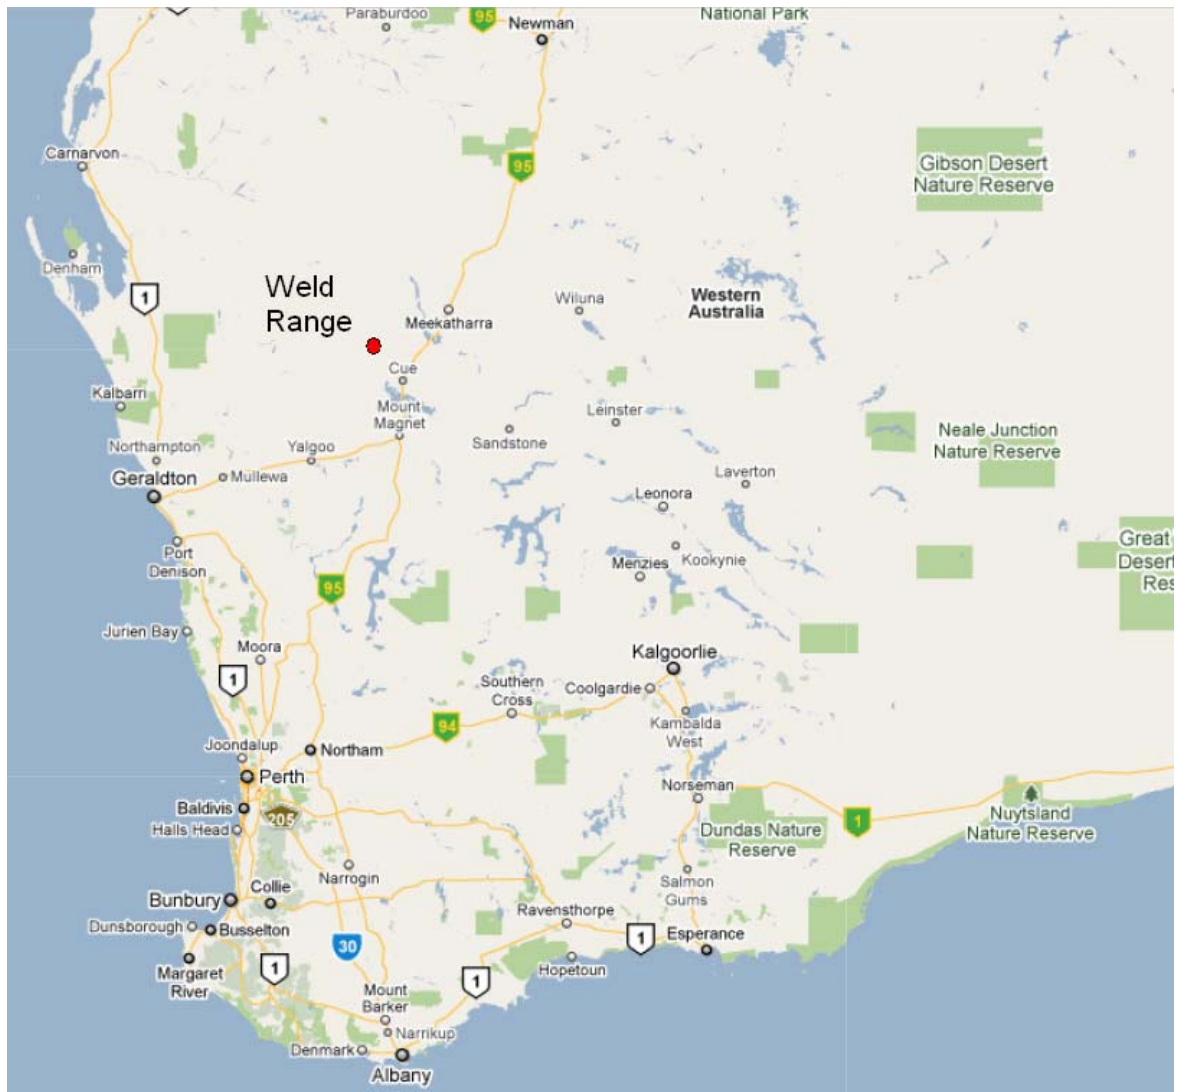 Paraburdoo
95
Newman
National Park
Carnarvon
95
Gibson Desert
Nature Reserve
Denham
1
Weld
Range
Wiluna
Western
Australia
Meekatharra
Cue
Kalbarri
Mount
Magnet
Leinster
Sandstone
Neale Junction
Nature Reserve
Northampton
Yalgoo
Geraldton
Mullewa
Laverton
Leonora
Port
Denison
Menzies
Kookynie
Great
Desert
Res
95
Jurien Bay
Moora
Kalgoorlie
1
Southern
Cross
Coolgardie
94
Kambalda
West
Joondalup
Northam
Perth
Norseman
Baldivis
205
Halls Head
Nuytsland
Nature Reserve
1
Dundas Nature
Reserve
Narrogin
Salmon
Gums
Bunbury
Collie
Ravensthorpe
Dunsborough
Busselton
30
1
Esperance
Margaret
River
1
1
Hopetoun
Mount
Barker
Narrikup
Denmark
Albany